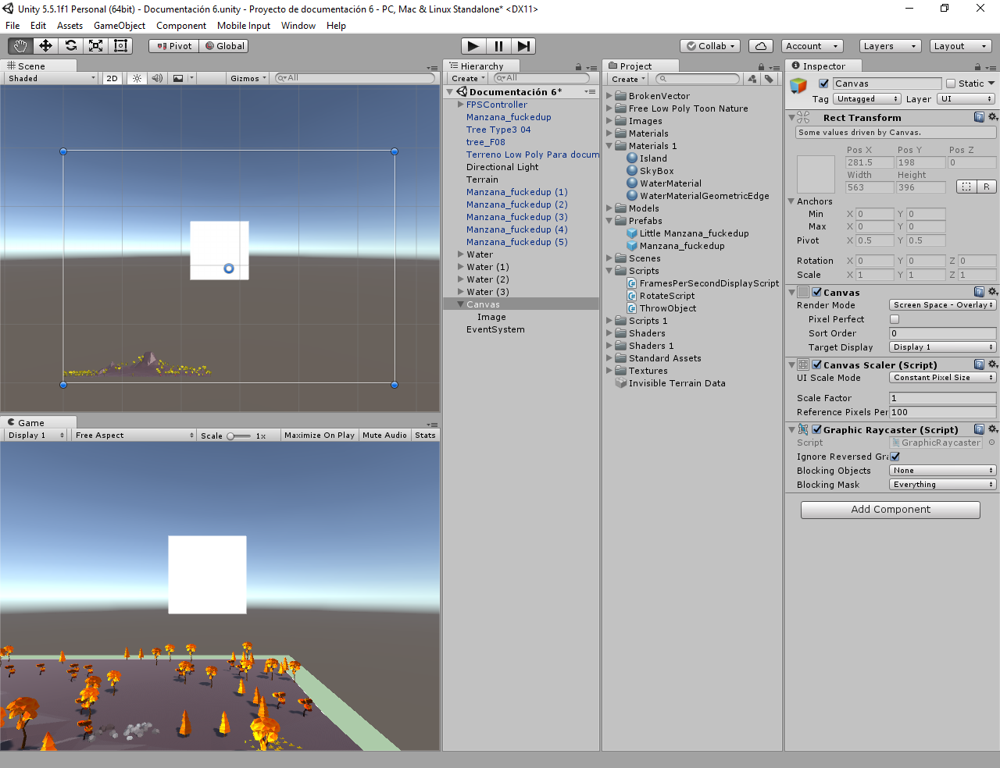 Unity 5.5.1f1 Personal (64bit) - Documentación 6.unity - Proyecto de documentación 6 - PC, Mac & Linux Standalone* <DX11>
File Edit Assets GameObject Component Mobile Input Window Help
Pivot Global Collab Account Layers Layout
Scene
Shaded 2D Gizmos All
Game
Display 1 Free Aspect Scale 1x Maximize On Play Mute Audio Stats
Hierarchy
Create All
Documentación 6*
FPSController
Manzana_fuckedup
Tree Type3 04
tree_F08
Terreno Low Poly Para docum
Directional Light
Terrain
Manzana_fuckedup (1)
Manzana_fuckedup (2)
Manzana_fuckedup (3)
Manzana_fuckedup (4)
Manzana_fuckedup (5)
Water
Water (1)
Water (2)
Water (3)
Canvas
Image
EventSystem
Project
Create
BrokenVector
Free Low Poly Toon Nature
Images
Materials
Materials 1
Island
SkyBox
WaterMaterial
WaterMaterialGeometricEdge
Models
Prefabs
Little Manzana_fuckedup
Manzana_fuckedup
Scenes
Scripts
FramesPerSecondDisplayScript
RotateScript
ThrowObject
Scripts 1
Shaders
Shaders 1
Standard Assets
Textures
Invisible Terrain Data
Inspector
Canvas Static
Tag Untagged Layer UI
Rect Transform
Some values driven by Canvas.
Pos X Pos Y Pos Z
281.5 198 0
Width Height
563 396 R
Anchors
Min X 0 Y 0
Max X 0 Y 0
Pivot X 0.5 Y 0.5
Rotation X 0 Y 0 Z 0
Scale X 1 Y 1 Z 1
Canvas
Render Mode Screen Space - Overlay
Pixel Perfect
Sort Order 0
Target Display Display 1
Canvas Scaler (Script)
UI Scale Mode Constant Pixel Size
Scale Factor 1
Reference Pixels Per 100
Graphic Raycaster (Script)
Script GraphicRaycaster
Ignore Reversed Gra
Blocking Objects None
Blocking Mask Everything
Add Component